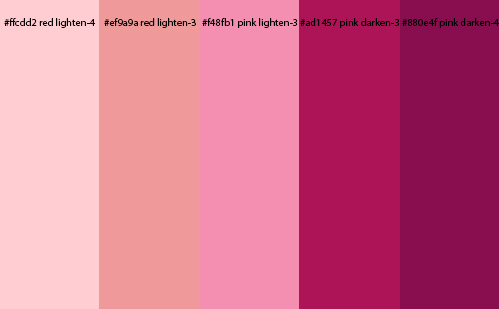 #ffcdd2 red lighten-4 #ef9a9a red lighten-3 #f48fb1 pink lighten-3 #ad1457 pink darken-3 #880e4f pink darken-4